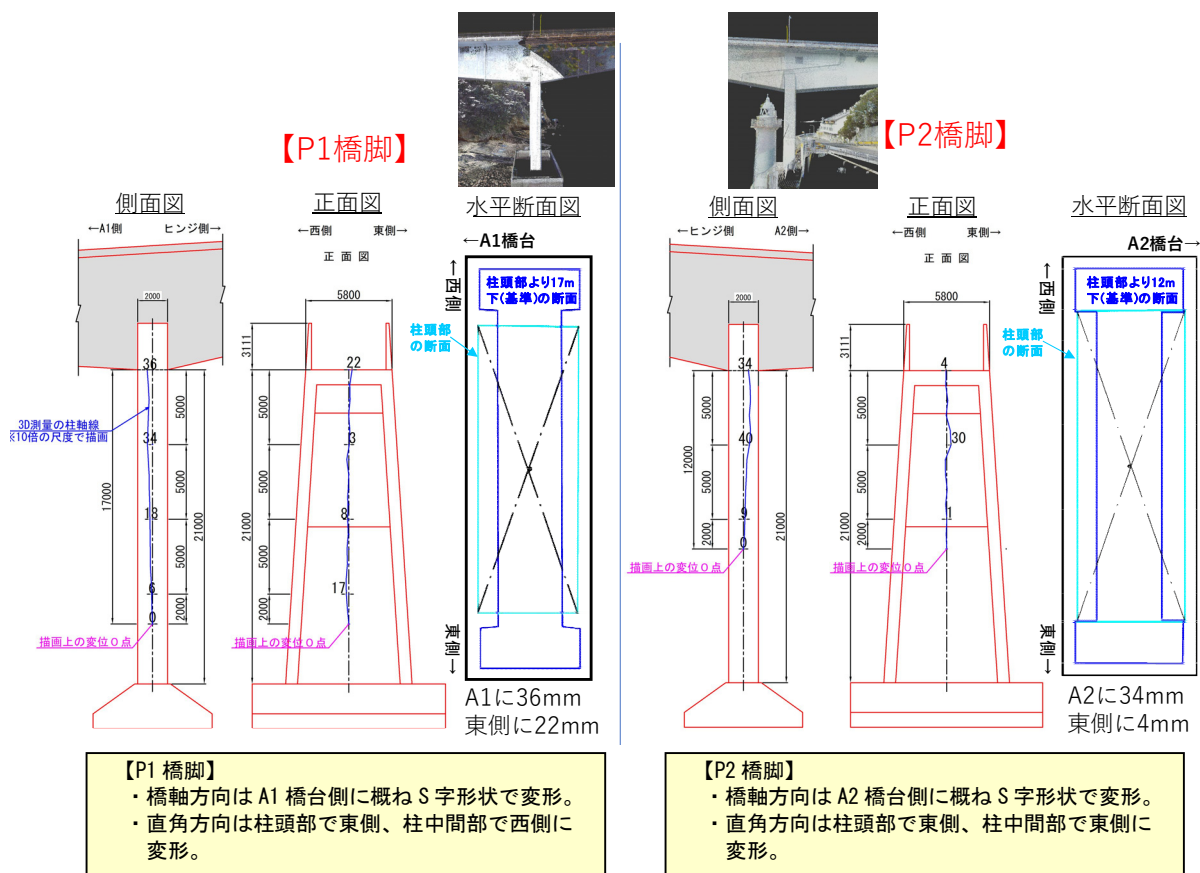 【P1橋脚】
側面図
←A1側
ヒンジ側→
2000
36
34
18
6
0
17000
5000
5000
5000
2000
21000
3D測量の柱軸線
※10倍の尺度で描画
描画上の変位０点
正面図
←西側
東側→
正 面 図
5800
3111
22
3
8
17
5000
5000
5000
2000
21000
描画上の変位０点
水平断面図
←A1橋台
←西側
柱頭部より17m
下(基準)の断面
柱頭部
の断面
東側→
A1に36mm
東側に22mm
【P1 橋脚】
・橋軸方向は A1 橋台側に概ね S 字形状で変形。
・直角方向は柱頭部で東側、柱中間部で西側に
変形。
【P2橋脚】
側面図
←ヒンジ側
A2側→
2000
34
40
9
0
12000
5000
5000
2000
21000
描画上の変位０点
正面図
←西側
東側→
正 面 図
5800
3111
4
30
1
5000
5000
2000
21000
描画上の変位０点
水平断面図
A2橋台→
←西側
柱頭部より12m
下(基準)の断面
柱頭部
の断面
東側→
A2に34mm
東側に4mm
【P2 橋脚】
・橋軸方向は A2 橋台側に概ね S 字形状で変形。
・直角方向は柱頭部で東側、柱中間部で東側に
変形。